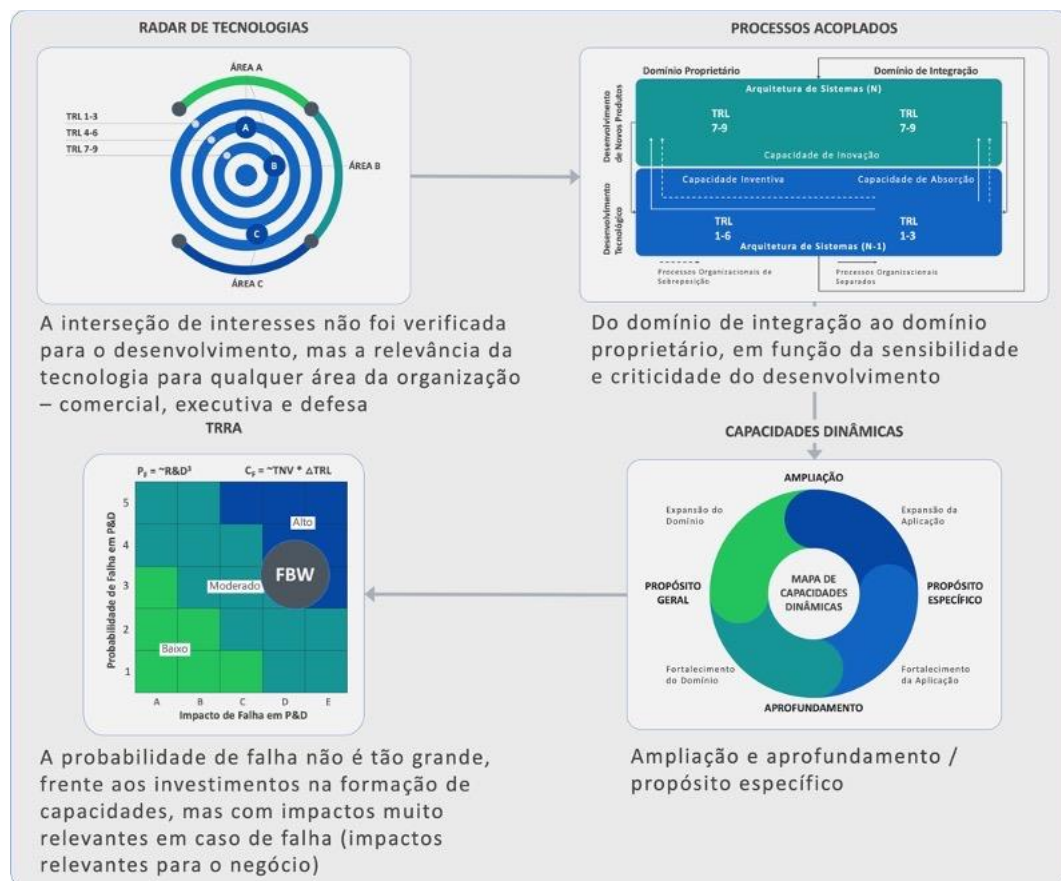 RADAR DE TECNOLOGIAS
ÁREA A
TRL 1-3
TRL 4-6
TRL 7-9
A
B
ÁREA B
C
ÁREA C
A interseção de interesses não foi verificada
para o desenvolvimento, mas a relevância da
tecnologia para qualquer área da organização
– comercial, executiva e defesa
PROCESSOS ACOPLADOS
Domínio Proprietário
Domínio de Integração
Arquitetura de Sistemas (N)
Desenvolvimento
de Novos Produtos
TRL
7-9
TRL
7-9
Capacidade de Inovação
Capacidade Inventiva
Capacidade de Absorção
Desenvolvimento
Tecnológico
TRL
1-6
TRL
1-3
Arquitetura de Sistemas (N-1)
Processos Organizacionais de
Sobreposição
Processos Organizacionais
Separados
Do domínio de integração ao domínio
proprietário, em função da sensibilidade
e criticidade do desenvolvimento
TRRA
P_F = ~R&D³
C_F = ~TNV * △TRL
Probabilidade de Falha em P&D
5
4
3
2
1
Alto
FBW
Moderado
Baixo
A B C D E
Impacto de Falha em P&D
A probabilidade de falha não é tão grande,
frente aos investimentos na formação de
capacidades, mas com impactos muito
relevantes em caso de falha (impactos
relevantes para o negócio)
CAPACIDADES DINÂMICAS
AMPLIAÇÃO
Expansão do
Domínio
Expansão da
Aplicação
PROPÓSITO
GERAL
MAPA DE
CAPACIDADES
DINÂMICAS
PROPÓSITO
ESPECÍFICO
Fortalecimento
do Domínio
Fortalecimento
da Aplicação
APROFUNDAMENTO
Ampliação e aprofundamento /
propósito específico